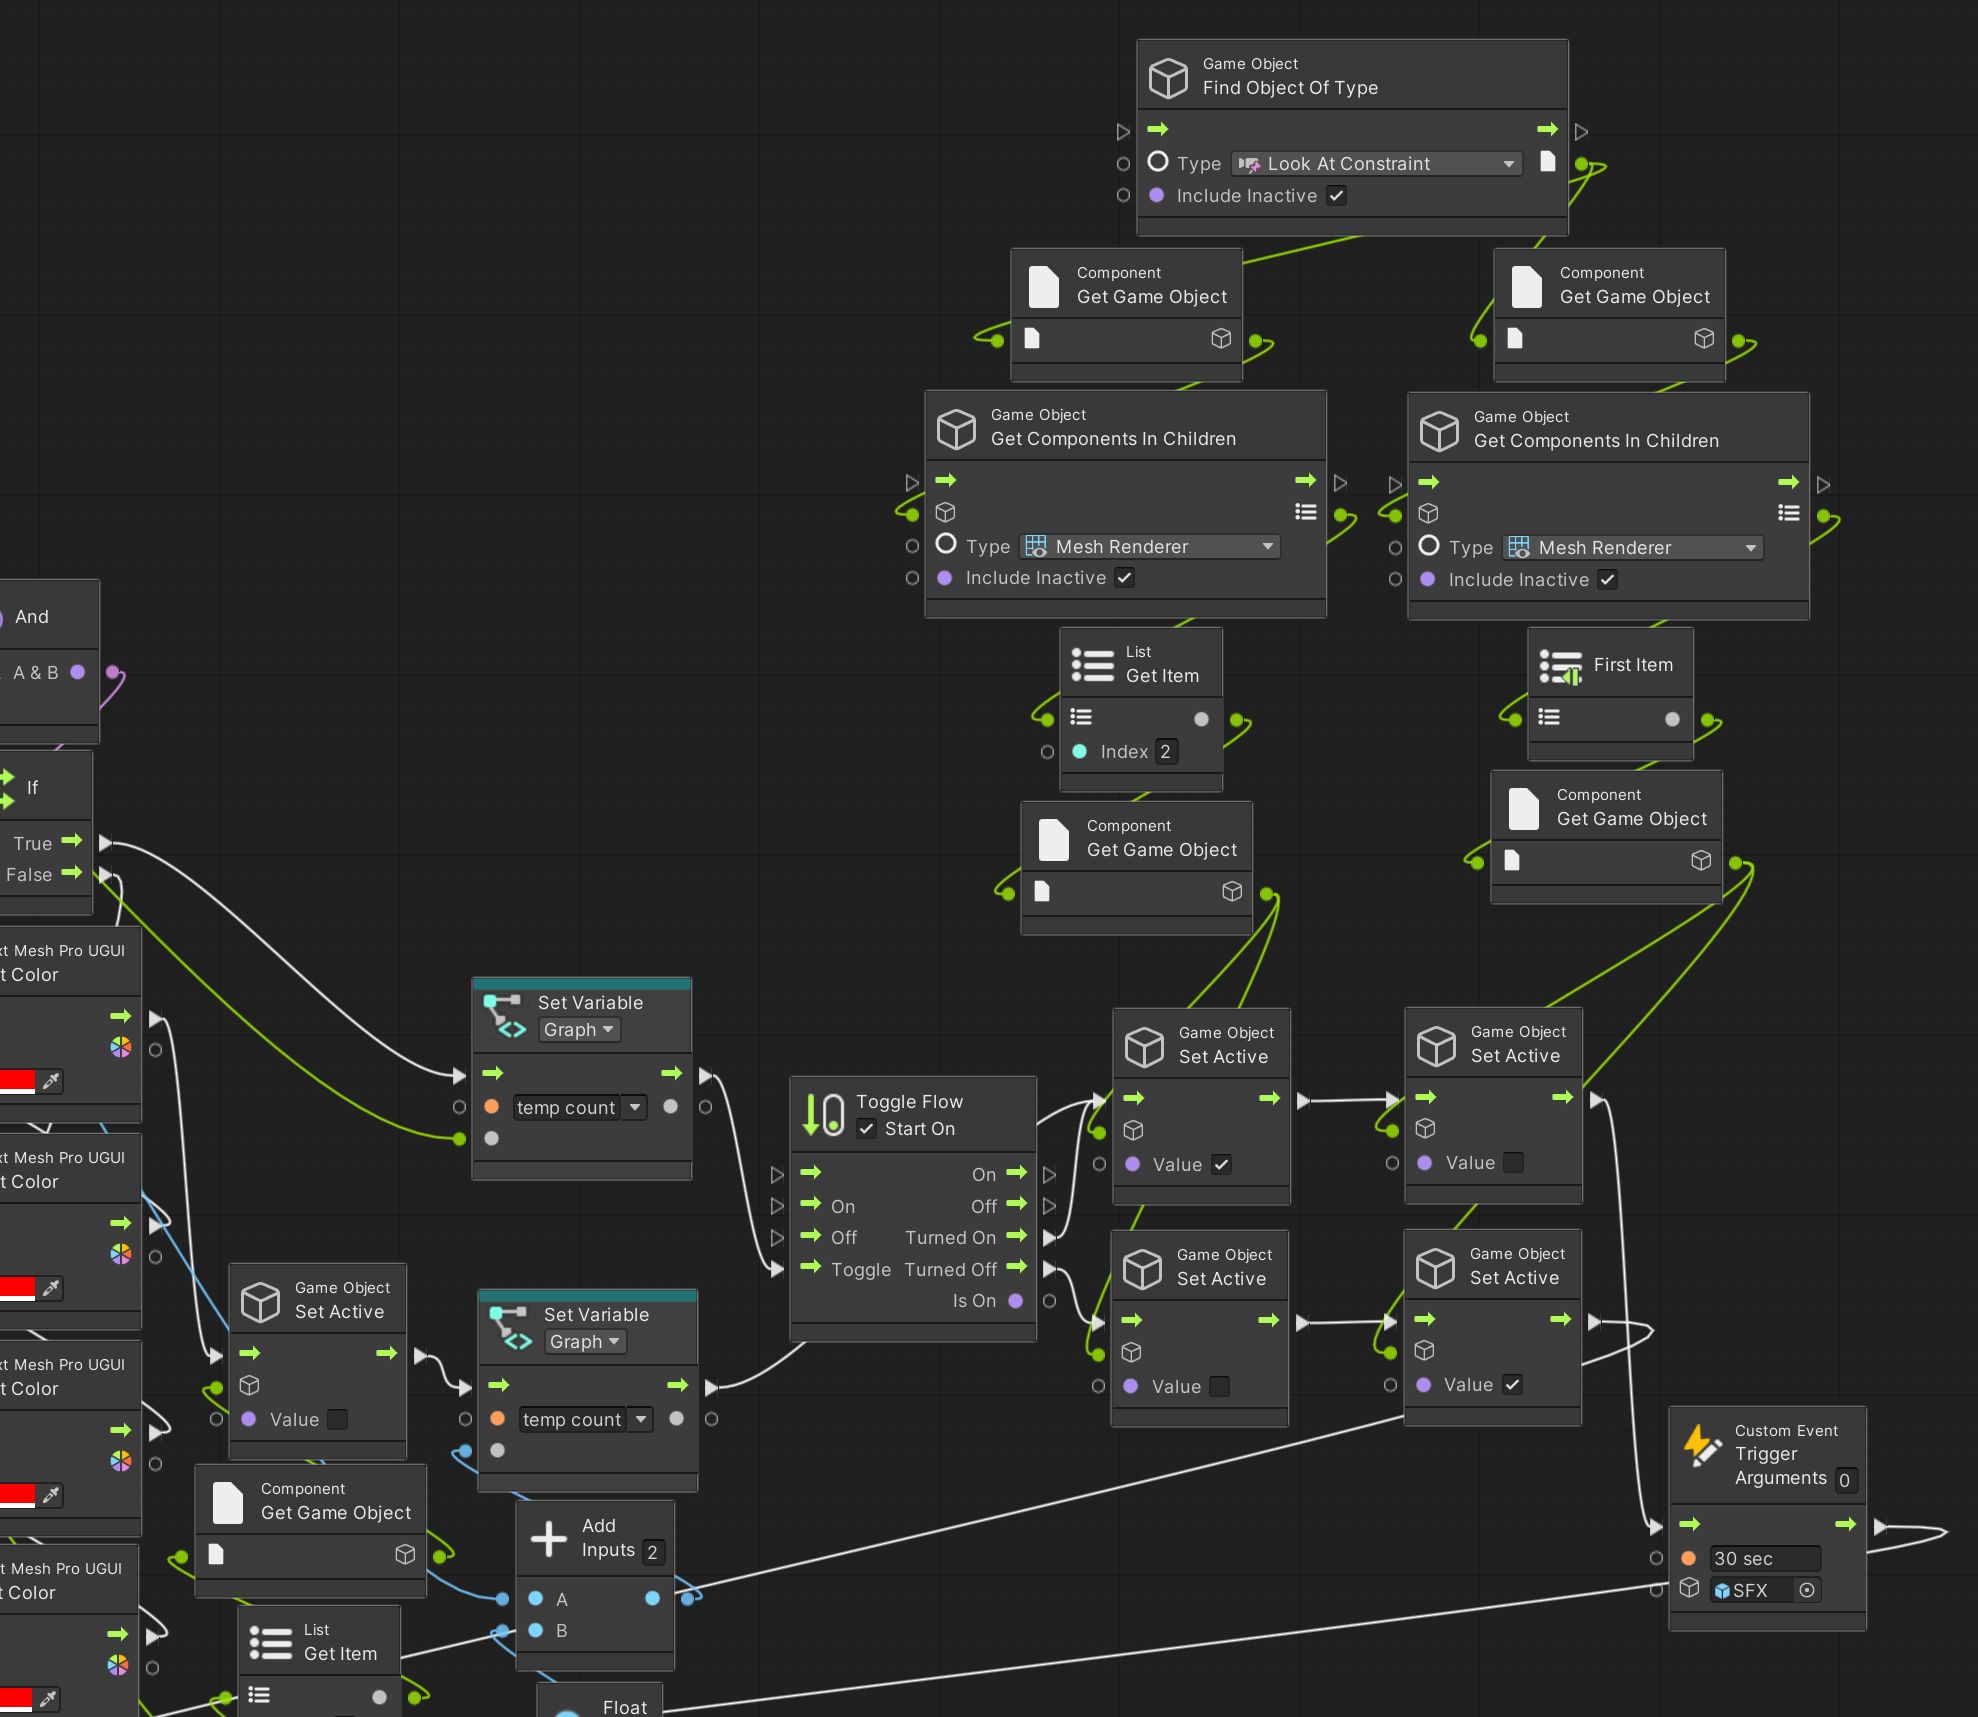 Game Object
Find Object Of Type
Type Look At Constraint
Include Inactive
Component
Get Game Object
Component
Get Game Object
Game Object
Get Components In Children
Type Mesh Renderer
Include Inactive
Game Object
Get Components In Children
Type Mesh Renderer
Include Inactive
And
A & B
If
True
False
List
Get Item
Index 2
First Item
Component
Get Game Object
Component
Get Game Object
xt Mesh Pro UGUI
t Color
xt Mesh Pro UGUI
t Color
xt Mesh Pro UGUI
t Color
t Mesh Pro UGUI
t Color
Set Variable
Graph
temp count
Toggle Flow
Start On
On
On Off
Off Turned On
Toggle Turned Off
Is On
Game Object
Set Active
Value
Game Object
Set Active
Value
Game Object
Set Active
Value
Game Object
Set Active
Value
Game Object
Set Active
Value
Set Variable
Graph
temp count
Component
Get Game Object
Add
Inputs 2
A
B
List
Get Item
Float
Custom Event
Trigger
Arguments 0
30 sec
SFX